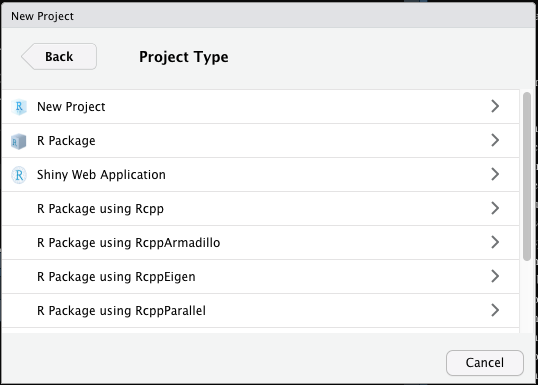 New Project
Back
Project Type
New Project
R Package
Shiny Web Application
R Package using Rcpp
R Package using RcppArmadillo
R Package using RcppEigen
R Package using RcppParallel
Cancel